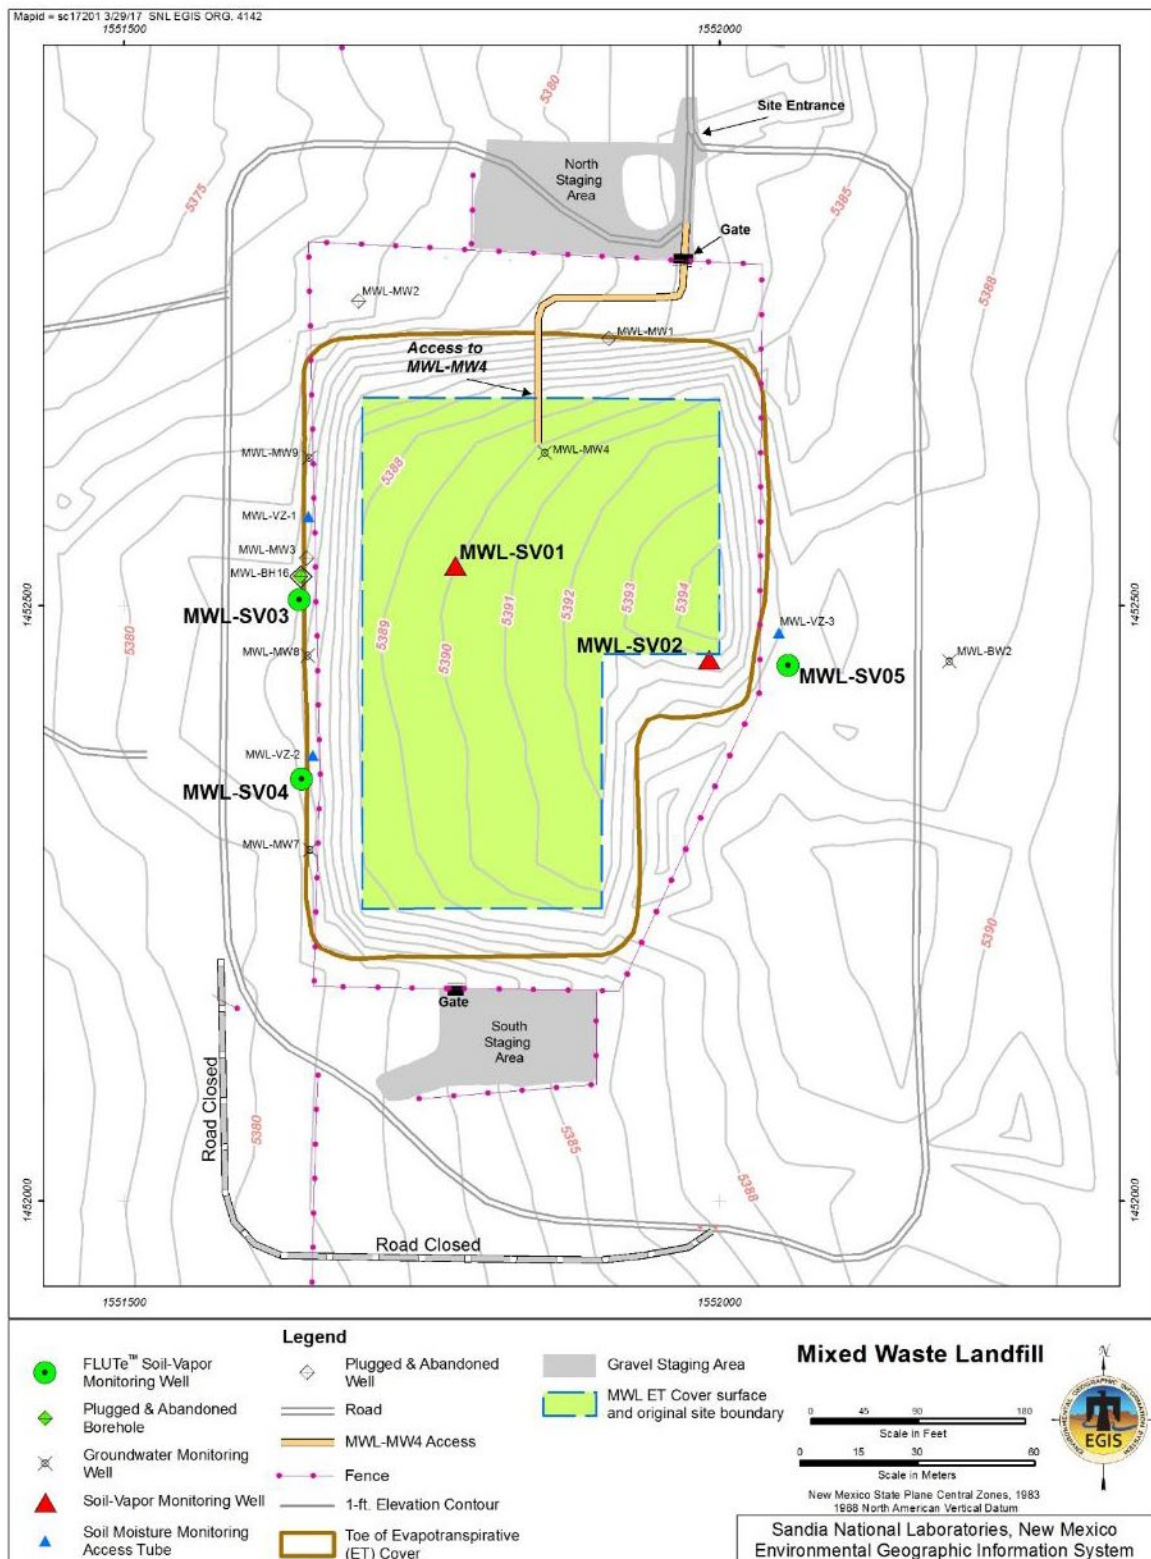 Mapid = sc17201 3/29/17 SNL EGIS ORG. 4142
1551500
1552000
5380
Site Entrance
North
Staging
Area
5375
5385
Gate
5388
MWL-MW2
MWL-MW1
Access to
MWL-MW4
MWL-MW9
MWL-MW4
5388
MWL-VZ-1
MWL-MW3
MWL-SV01
MWL-BH16
1452500
MWL-SV03
5380
5389
5390
5391
5392
5393
5394
1452500
MWL-VZ-3
MWL-MW8
MWL-SV02
MWL-BW2
MWL-SV05
MWL-VZ-2
MWL-SV04
MWL-MW7
5390
Gate
South
Staging
Area
Road Closed
5380
5385
5388
1452000
1452000
Road Closed
1551500
1552000
Legend
FLUTe™ Soil-Vapor
Monitoring Well
Plugged & Abandoned
Borehole
Groundwater Monitoring
Well
Soil-Vapor Monitoring Well
Soil Moisture Monitoring
Access Tube
Plugged & Abandoned
Well
Road
MWL-MW4 Access
Fence
1-ft. Elevation Contour
Toe of Evapotranspirative
(ET) Cover
Gravel Staging Area
MWL ET Cover surface
and original site boundary
Mixed Waste Landfill
0 45 90 180
Scale in Feet
0 15 30 60
Scale in Meters
N
ENVIRONMENTAL GEOGRAPHIC INFORMATION SYSTEM
EGIS
New Mexico State Plane Central Zones, 1983
1988 North American Vertical Datum
Sandia National Laboratories, New Mexico
Environmental Geographic Information System